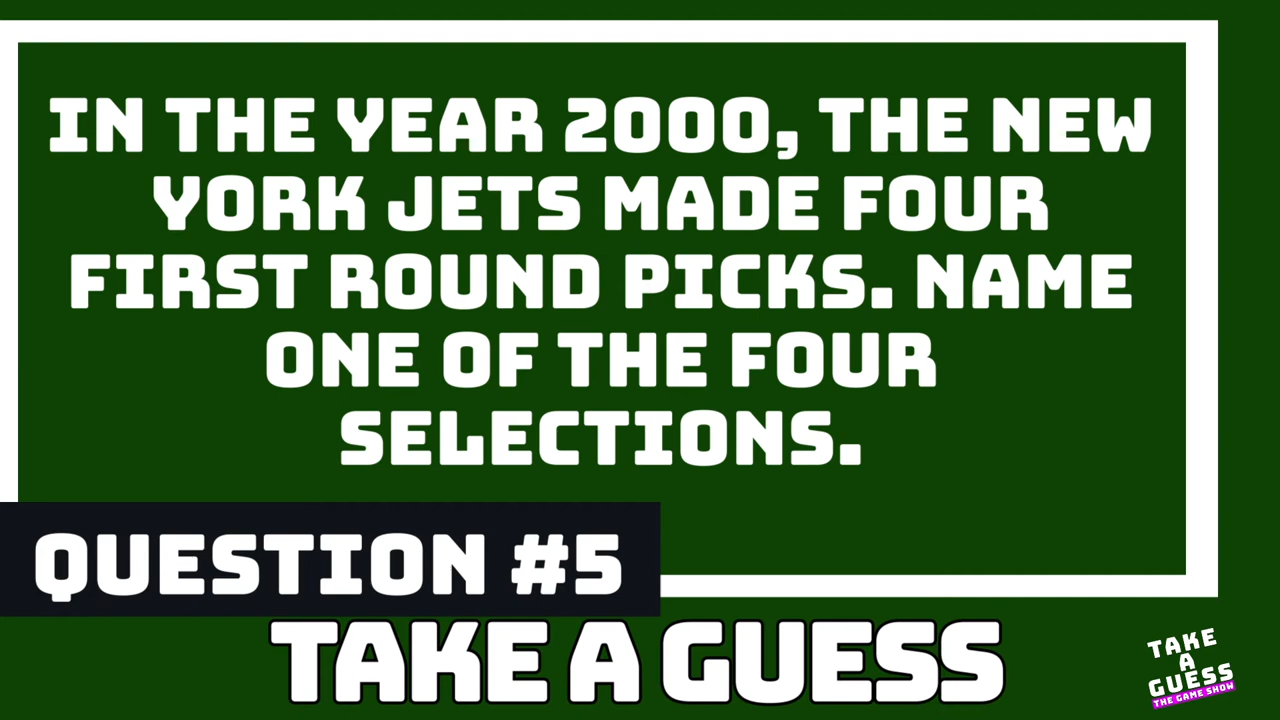 IN THE YEAR 2000, THE NEW
YORK JETS MADE FOUR
FIRST ROUND PICKS. NAME
ONE OF THE FOUR
SELECTIONS.
QUESTION #5
TAKE A GUESS
TAKE
A
GUESS
THE GAME SHOW